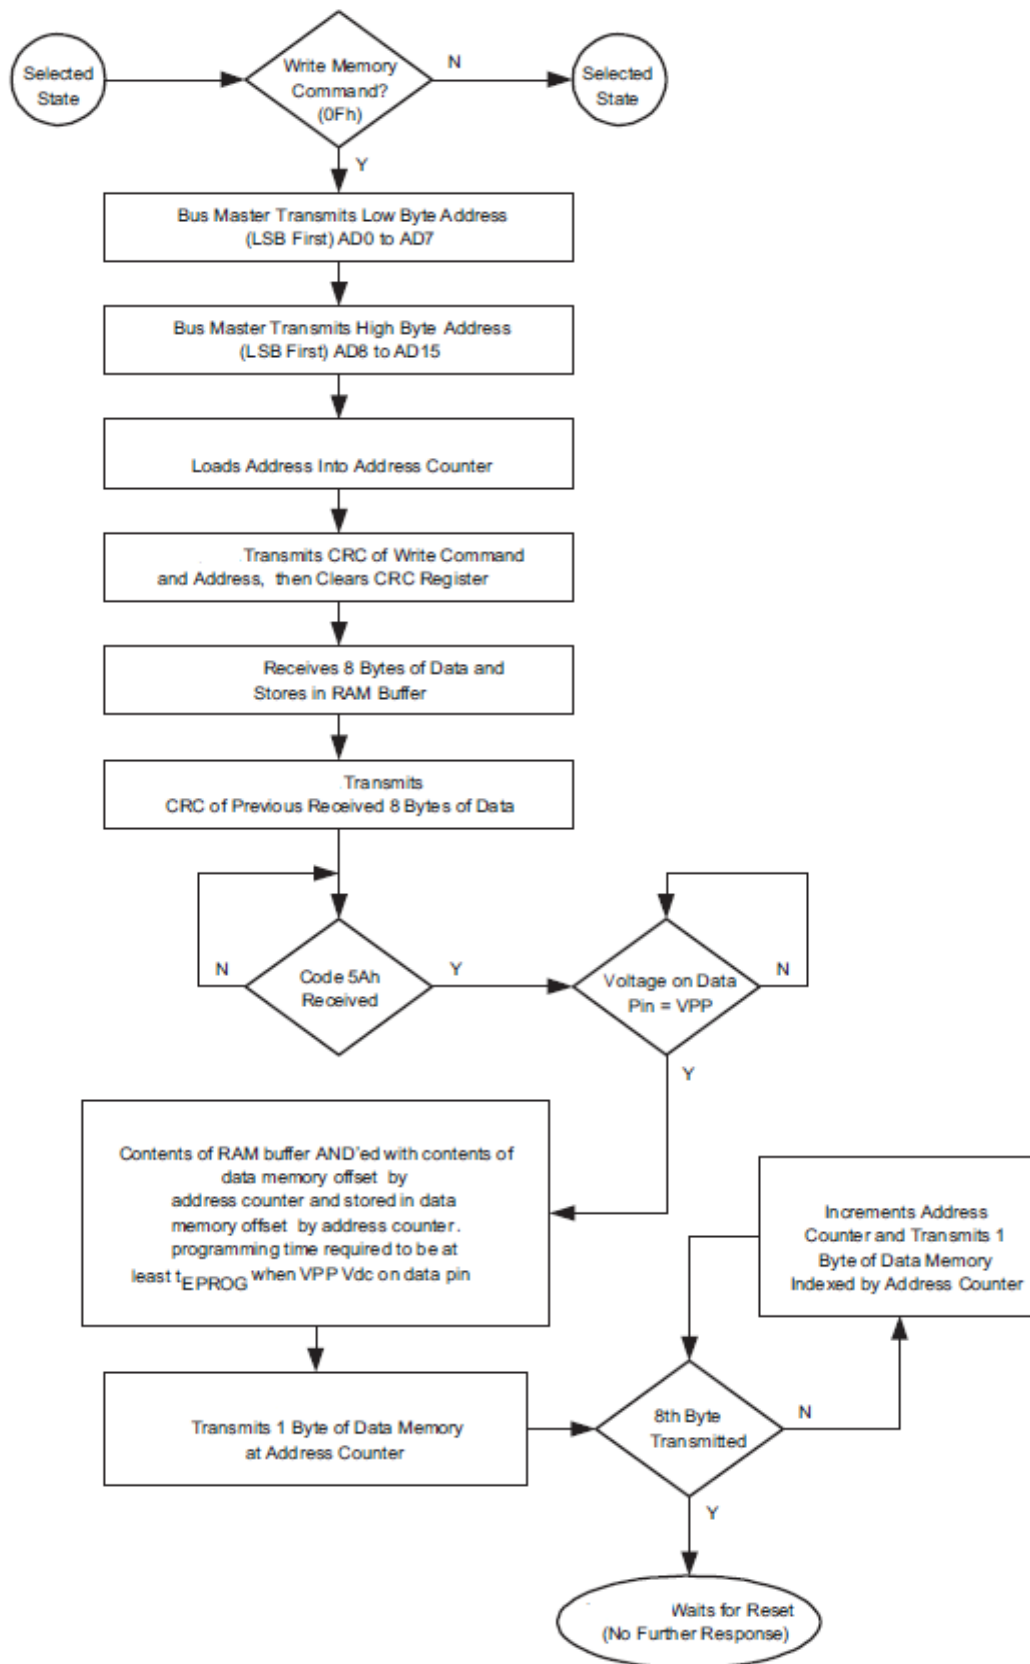 Selected
State
Write Memory
Command?
(0Fh)
N
Selected
State
Y
Bus Master Transmits Low Byte Address
(LSB First) AD0 to AD7
Bus Master Transmits High Byte Address
(LSB First) AD8 to AD15
Loads Address Into Address Counter
Transmits CRC of Write Command
and Address, then Clears CRC Register
Receives 8 Bytes of Data and
Stores in RAM Buffer
Transmits
CRC of Previous Received 8 Bytes of Data
N
Code 5Ah
Received
Y
Voltage on Data
Pin = VPP
N
Y
Contents of RAM buffer AND'ed with contents of
data memory offset by
address counter and stored in data
memory offset by address counter.
programming time required to be at
least tEPROG when VPP Vdc on data pin
Increments Address
Counter and Transmits 1
Byte of Data Memory
Indexed by Address Counter
Transmits 1 Byte of Data Memory
at Address Counter
8th Byte
Transmitted
N
Y
Waits for Reset
(No Further Response)